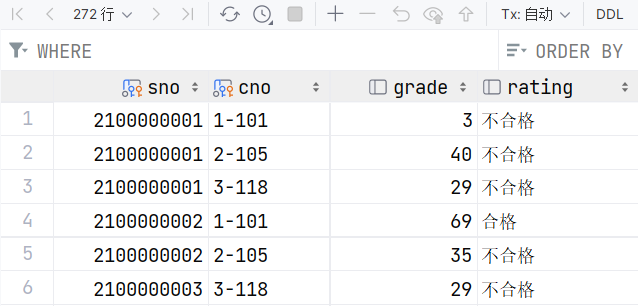 272 行 Tx: 自动 DDL
WHERE ORDER BY
sno cno grade rating
1 2100000001 1-101 3 不合格
2 2100000001 2-105 40 不合格
3 2100000001 3-118 29 不合格
4 2100000002 1-101 69 合格
5 2100000002 2-105 35 不合格
6 2100000003 3-118 29 不合格